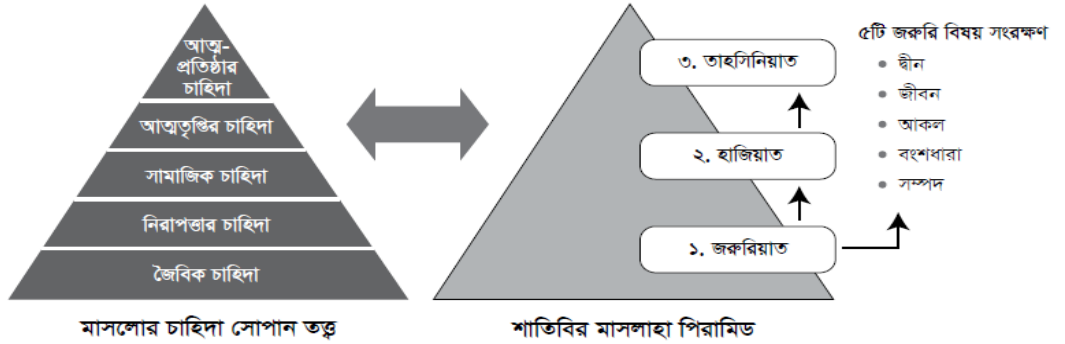 আত্ম-
প্রতিষ্ঠার
চাহিদা
আত্মতৃপ্তির চাহিদা
সামাজিক চাহিদা
নিরাপত্তার চাহিদা
জৈবিক চাহিদা
মাসলোর চাহিদা সোপান তত্ত্ব
৩. তাহসিনিয়াত
২. হাজিয়াত
১. জরুরিয়াত
শাতিবির মাসলাহা পিরামিড
৫টি জরুরি বিষয় সংরক্ষণ
• দ্বীন
• জীবন
• আকল
• বংশধারা
• সম্পদ